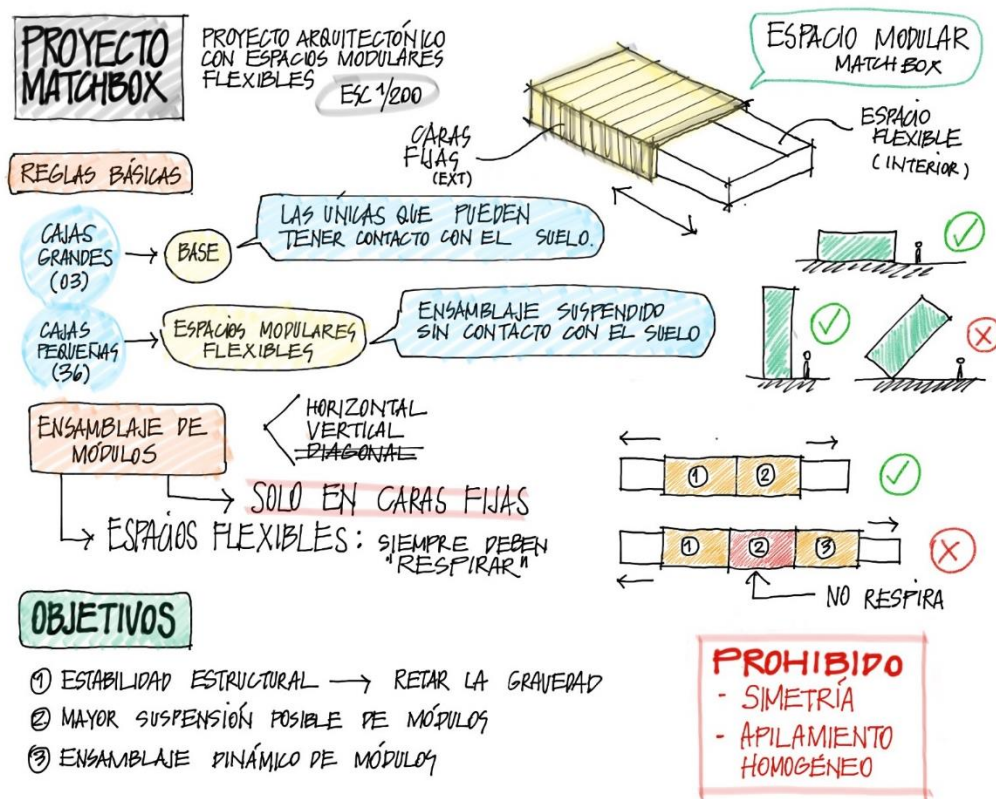 PROYECTO
MATCHBOX
PROYECTO ARQUITECTÓNICO
CON ESPACIOS MODULARES
FLEXIBLES
ESC 1/200
ESPACIO MODULAR
MATCHBOX
CARAS
FIJAS
(EXT)
ESPACIO
FLEXIBLE
(INTERIOR)
REGLAS BÁSICAS
CAJAS
GRANDES
(03)
BASE
LAS ÚNICAS QUE PUEDEN
TENER CONTACTO CON EL SUELO.
CAJAS
PEQUEÑAS
(36)
ESPACIOS MODULARES
FLEXIBLES
ENSAMBLAJE SUSPENDIDO
SIN CONTACTO CON EL SUELO
ENSAMBLAJE DE
MÓDULOS
HORIZONTAL
VERTICAL
DIAGONAL
SOLO EN CARAS FIJAS
ESPACIOS FLEXIBLES: SIEMPRE DEBEN
"RESPIRAR"
1 2
1 2 3
NO RESPIRA
OBJETIVOS
1 ESTABILIDAD ESTRUCTURAL → RETAR LA GRAVEDAD
2 MAYOR SUSPENSIÓN POSIBLE DE MÓDULOS
3 ENSAMBLAJE DINÁMICO DE MÓDULOS
PROHIBIDO
- SIMETRÍA
- APILAMIENTO
HOMOGÉNEO